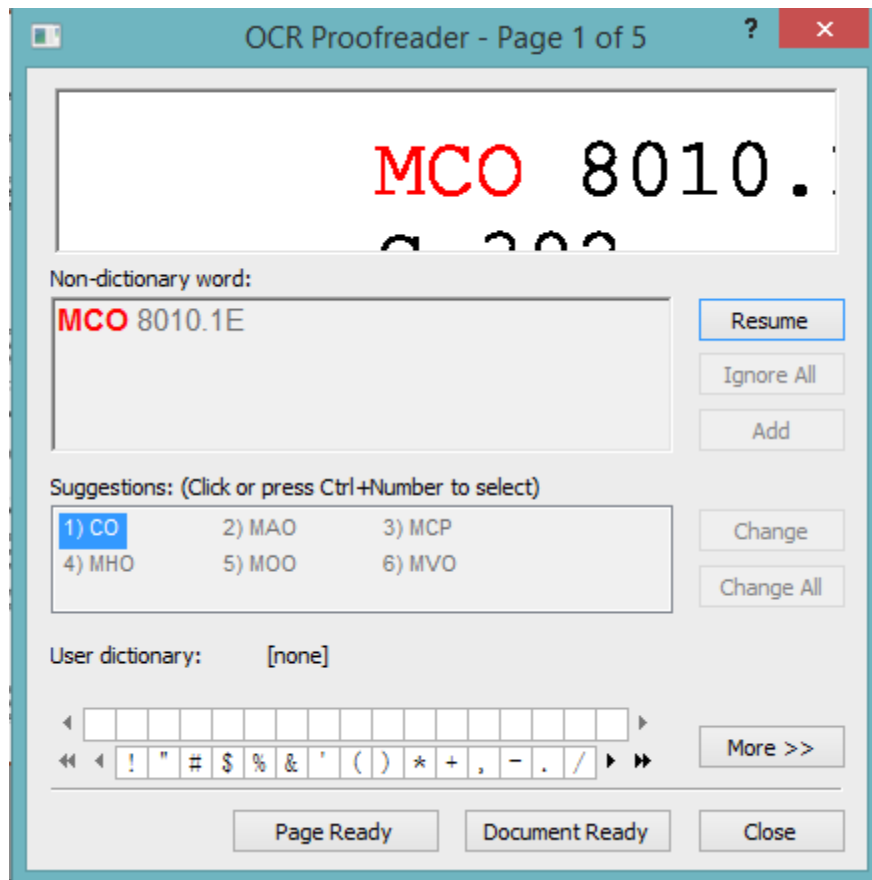 OCR Proofreader - Page 1 of 5 ?
MCO 8010.
Non-dictionary word:
MCO 8010.1E
Resume
Ignore All
Add
Suggestions: (Click or press Ctrl+Number to select)
1) CO 2) MAO 3) MCP
4) MHO 5) MOO 6) MVO
Change
Change All
User dictionary: [none]
! " # $ % & ' ( ) * + , - . /
More >>
Page Ready Document Ready Close